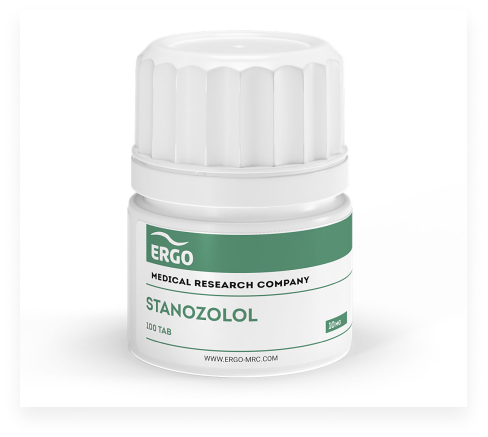 ERGO
MEDICAL RESEARCH COMPANY
STANOZOLOL
100 TAB
10 MG
WWW.ERGO-MRC.COM